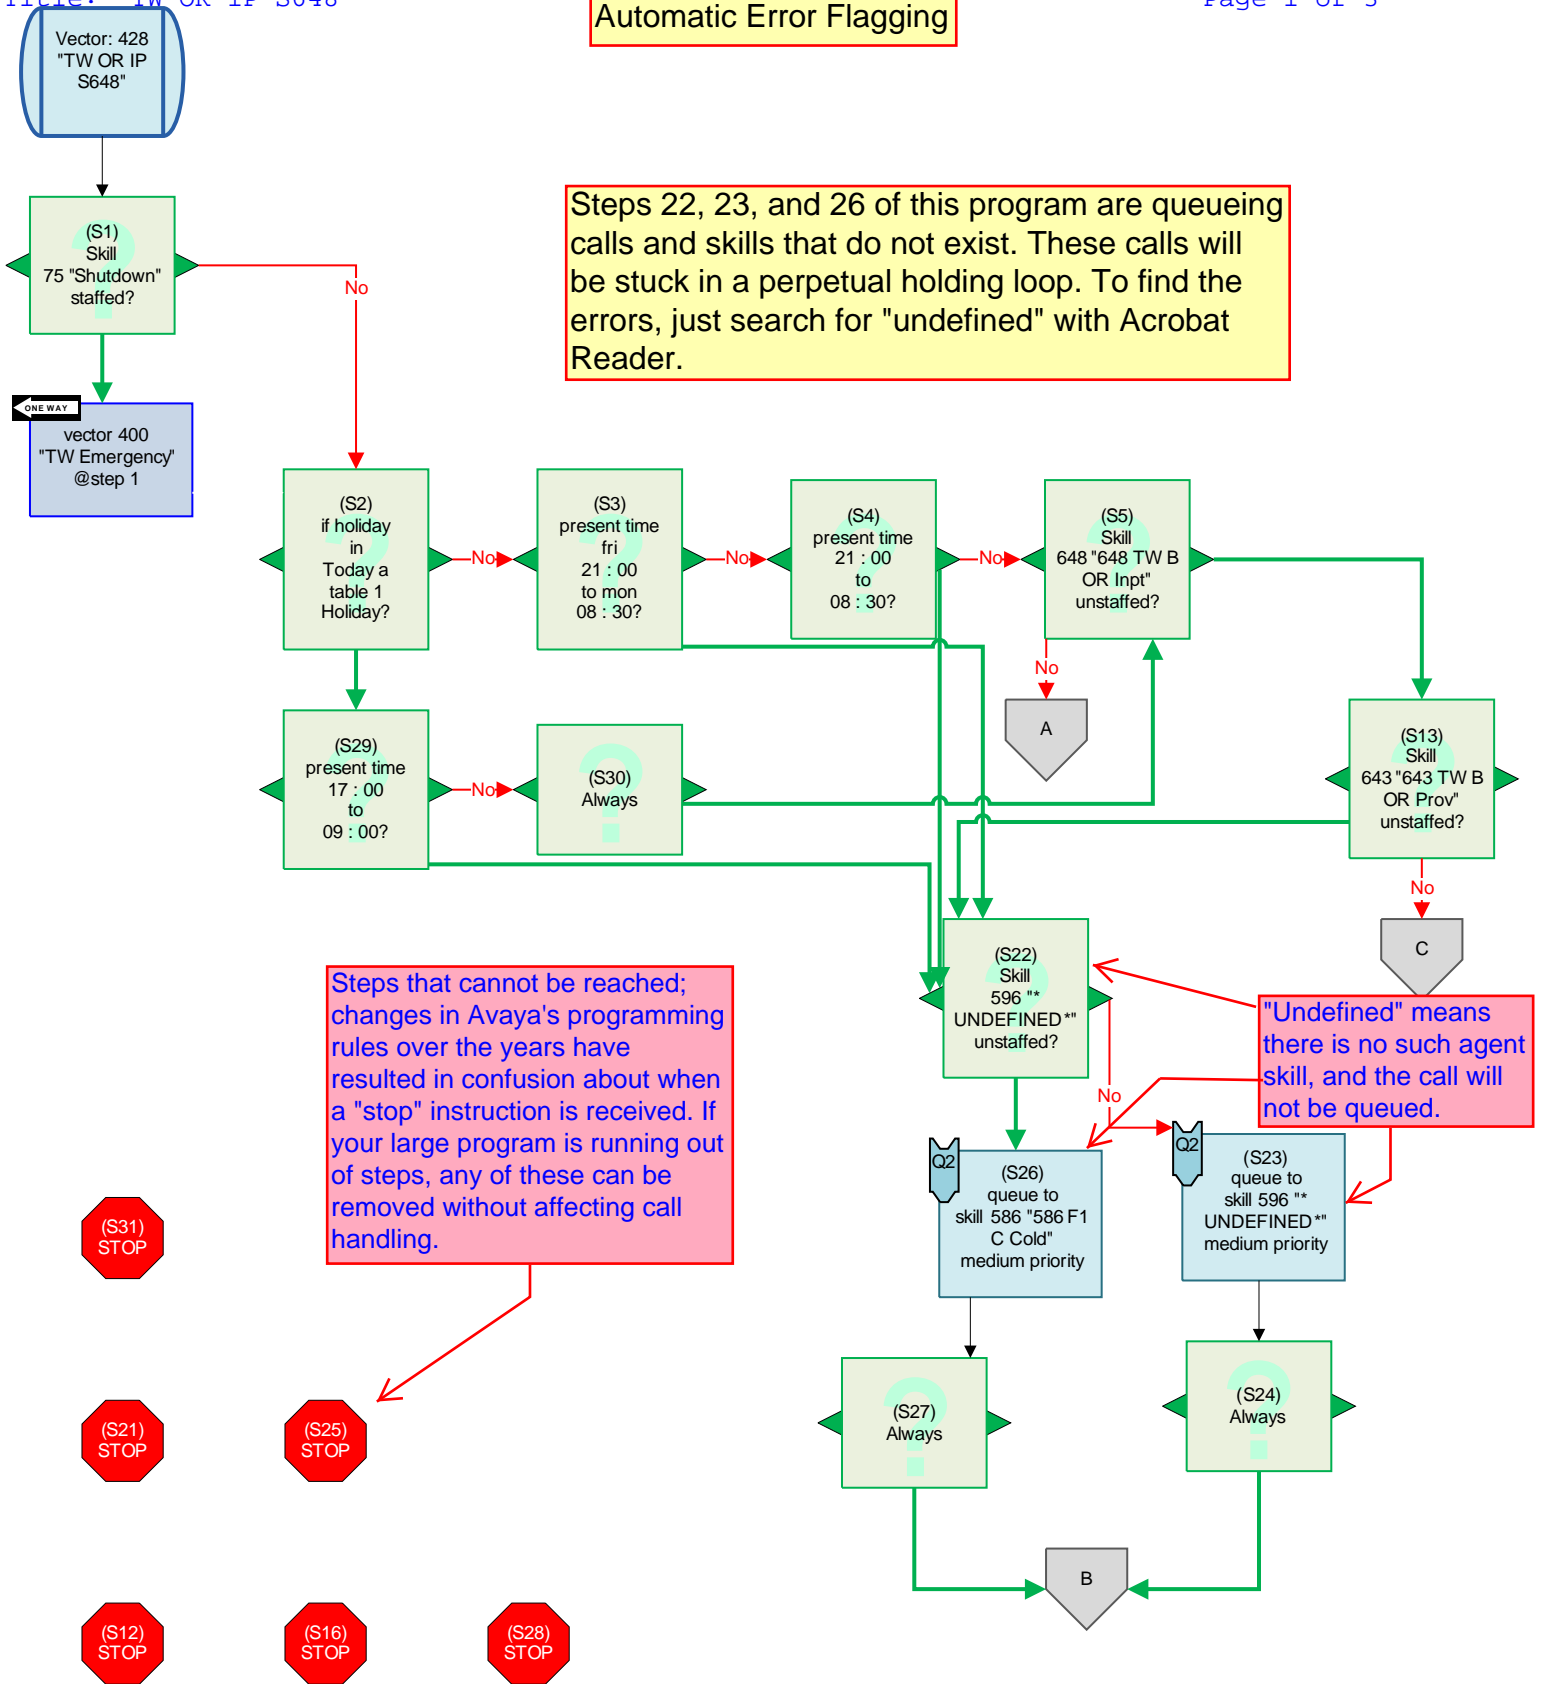 Title: TW OR IP S648
Page 1 of 3
Automatic Error Flagging
Vector: 428
"TW OR IP
S648"
(S1)
Skill
75 "Shutdown"
staffed?
No
Steps 22, 23, and 26 of this program are queueing
calls and skills that do not exist. These calls will
be stuck in a perpetual holding loop. To find the
errors, just search for "undefined" with Acrobat
Reader.
ONE WAY
vector 400
"TW Emergency"
@step 1
(S2)
if holiday
in
Today a
table 1
Holiday?
No
(S3)
present time
fri
21 : 00
to mon
08 : 30?
No
(S4)
present time
21 : 00
to
08 : 30?
No
(S5)
Skill
648 "648 TW B
OR Inpt"
unstaffed?
No
A
(S29)
present time
17 : 00
to
09 : 00?
No
(S30)
Always
(S13)
Skill
643 "643 TW B
OR Prov"
unstaffed?
No
C
(S22)
Skill
596 "*
UNDEFINED *"
unstaffed?
No
Steps that cannot be reached;
changes in Avaya's programming
rules over the years have
resulted in confusion about when
a "stop" instruction is received. If
your large program is running out
of steps, any of these can be
removed without affecting call
handling.
"Undefined" means
there is no such agent
skill, and the call will
not be queued.
Q2
(S26)
queue to
skill 586 "586 F1
C Cold"
medium priority
Q2
(S23)
queue to
skill 596 "*
UNDEFINED *"
medium priority
(S31)
STOP
(S21)
STOP
(S25)
STOP
(S27)
Always
(S24)
Always
B
(S12)
STOP
(S16)
STOP
(S28)
STOP